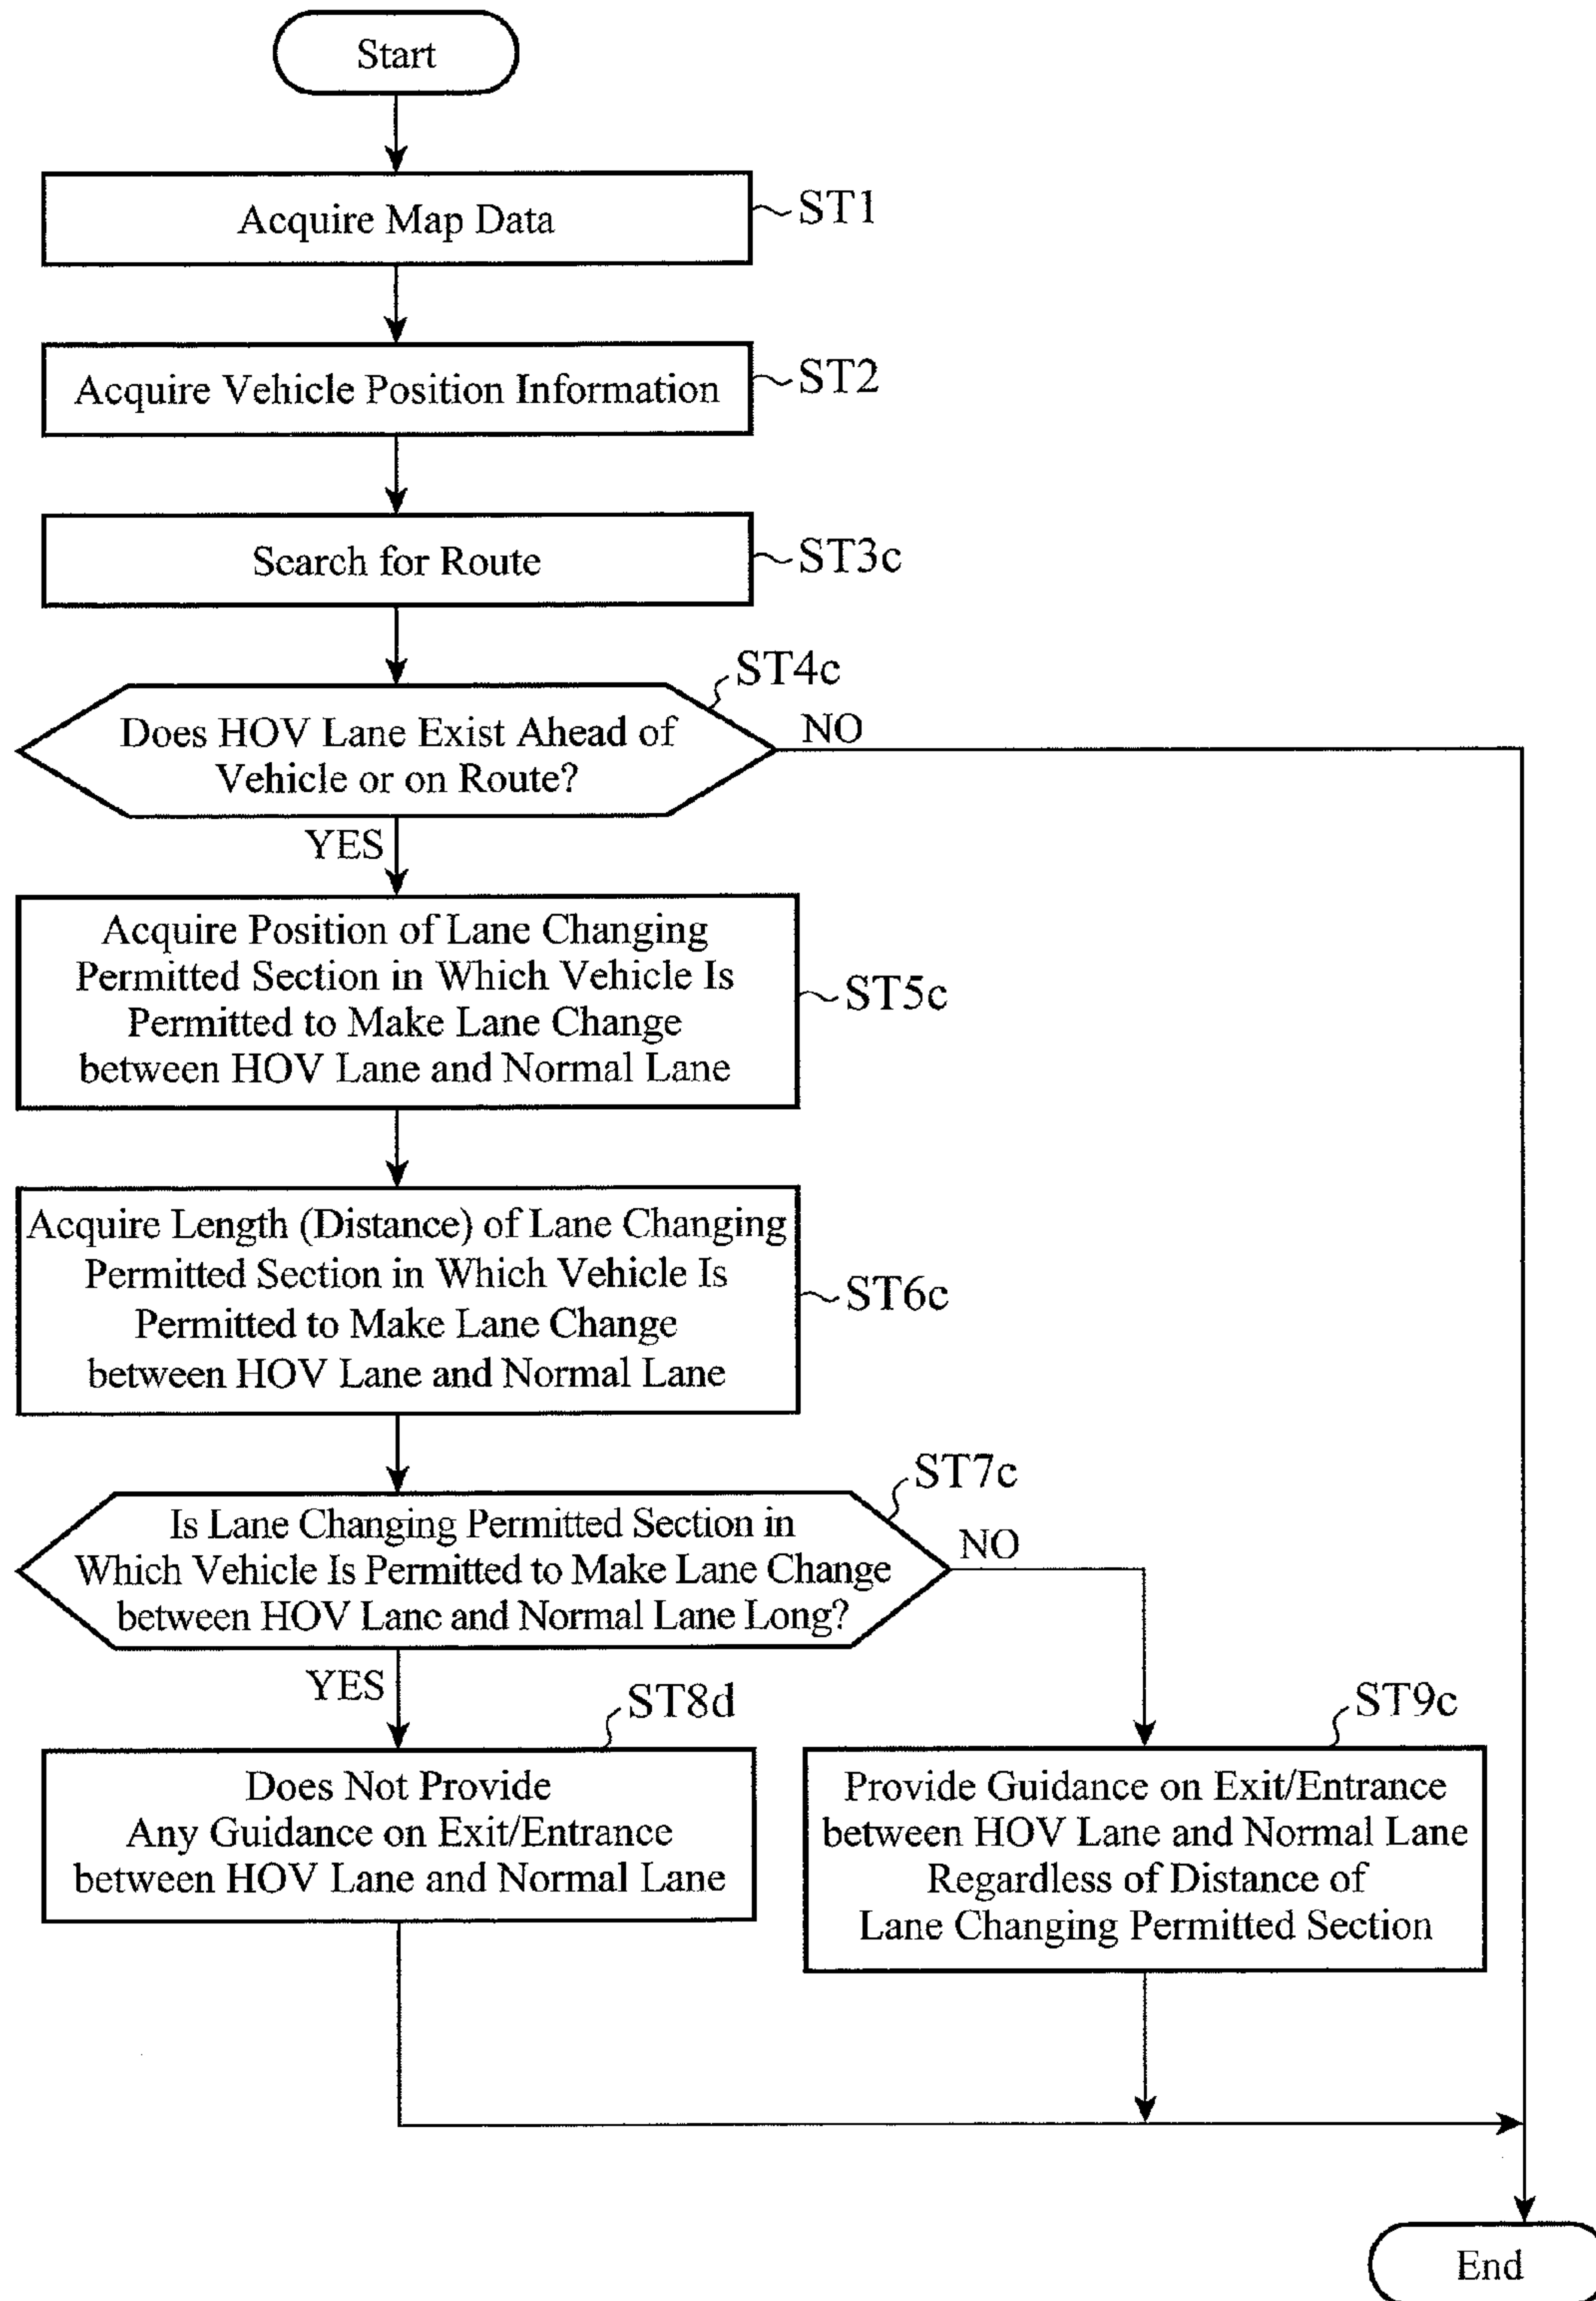 Start
Acquire Map Data
ST1
Acquire Vehicle Position Information
ST2
Search for Route
ST3c
ST4c
Does HOV Lane Exist Ahead of
Vehicle or on Route?
NO
YES
Acquire Position of Lane Changing
Permitted Section in Which Vehicle Is
Permitted to Make Lane Change
between HOV Lane and Normal Lane
ST5c
Acquire Length (Distance) of Lane Changing
Permitted Section in Which Vehicle Is
Permitted to Make Lane Change
between HOV Lane and Normal Lane
ST6c
ST7c
Is Lane Changing Permitted Section in
Which Vehicle Is Permitted to Make Lane Change
between HOV Lane and Normal Lane Long?
NO
YES
ST8d
Does Not Provide
Any Guidance on Exit/Entrance
between HOV Lane and Normal Lane
ST9c
Provide Guidance on Exit/Entrance
between HOV Lane and Normal Lane
Regardless of Distance of
Lane Changing Permitted Section
End